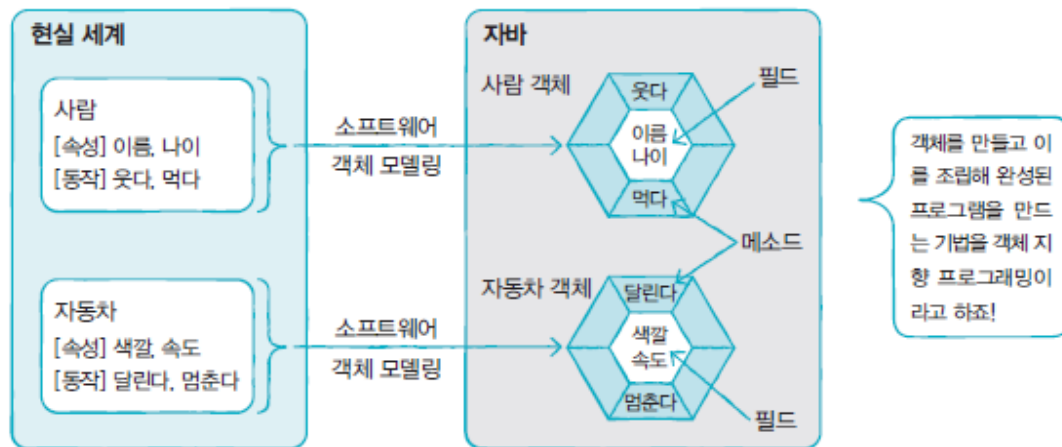 현실 세계
사람
[속성] 이름, 나이
[동작] 웃다, 먹다
자동차
[속성] 색깔, 속도
[동작] 달린다, 멈춘다
소프트웨어
객체 모델링
소프트웨어
객체 모델링
자바
사람 객체
웃다
이름
나이
먹다
필드
메소드
자동차 객체
달린다
색깔
속도
멈춘다
필드
객체를 만들고 이
를 조립해 완성된
프로그램을 만드
는 기법을 객체 지
향 프로그래밍이
라고 하죠!